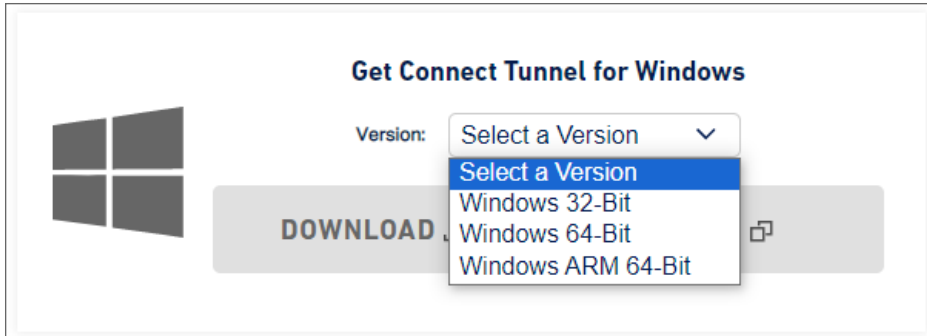 Get Connect Tunnel for Windows
Version: Select a Version
Select a Version
Windows 32-Bit
DOWNLOAD
Windows 64-Bit
Windows ARM 64-Bit